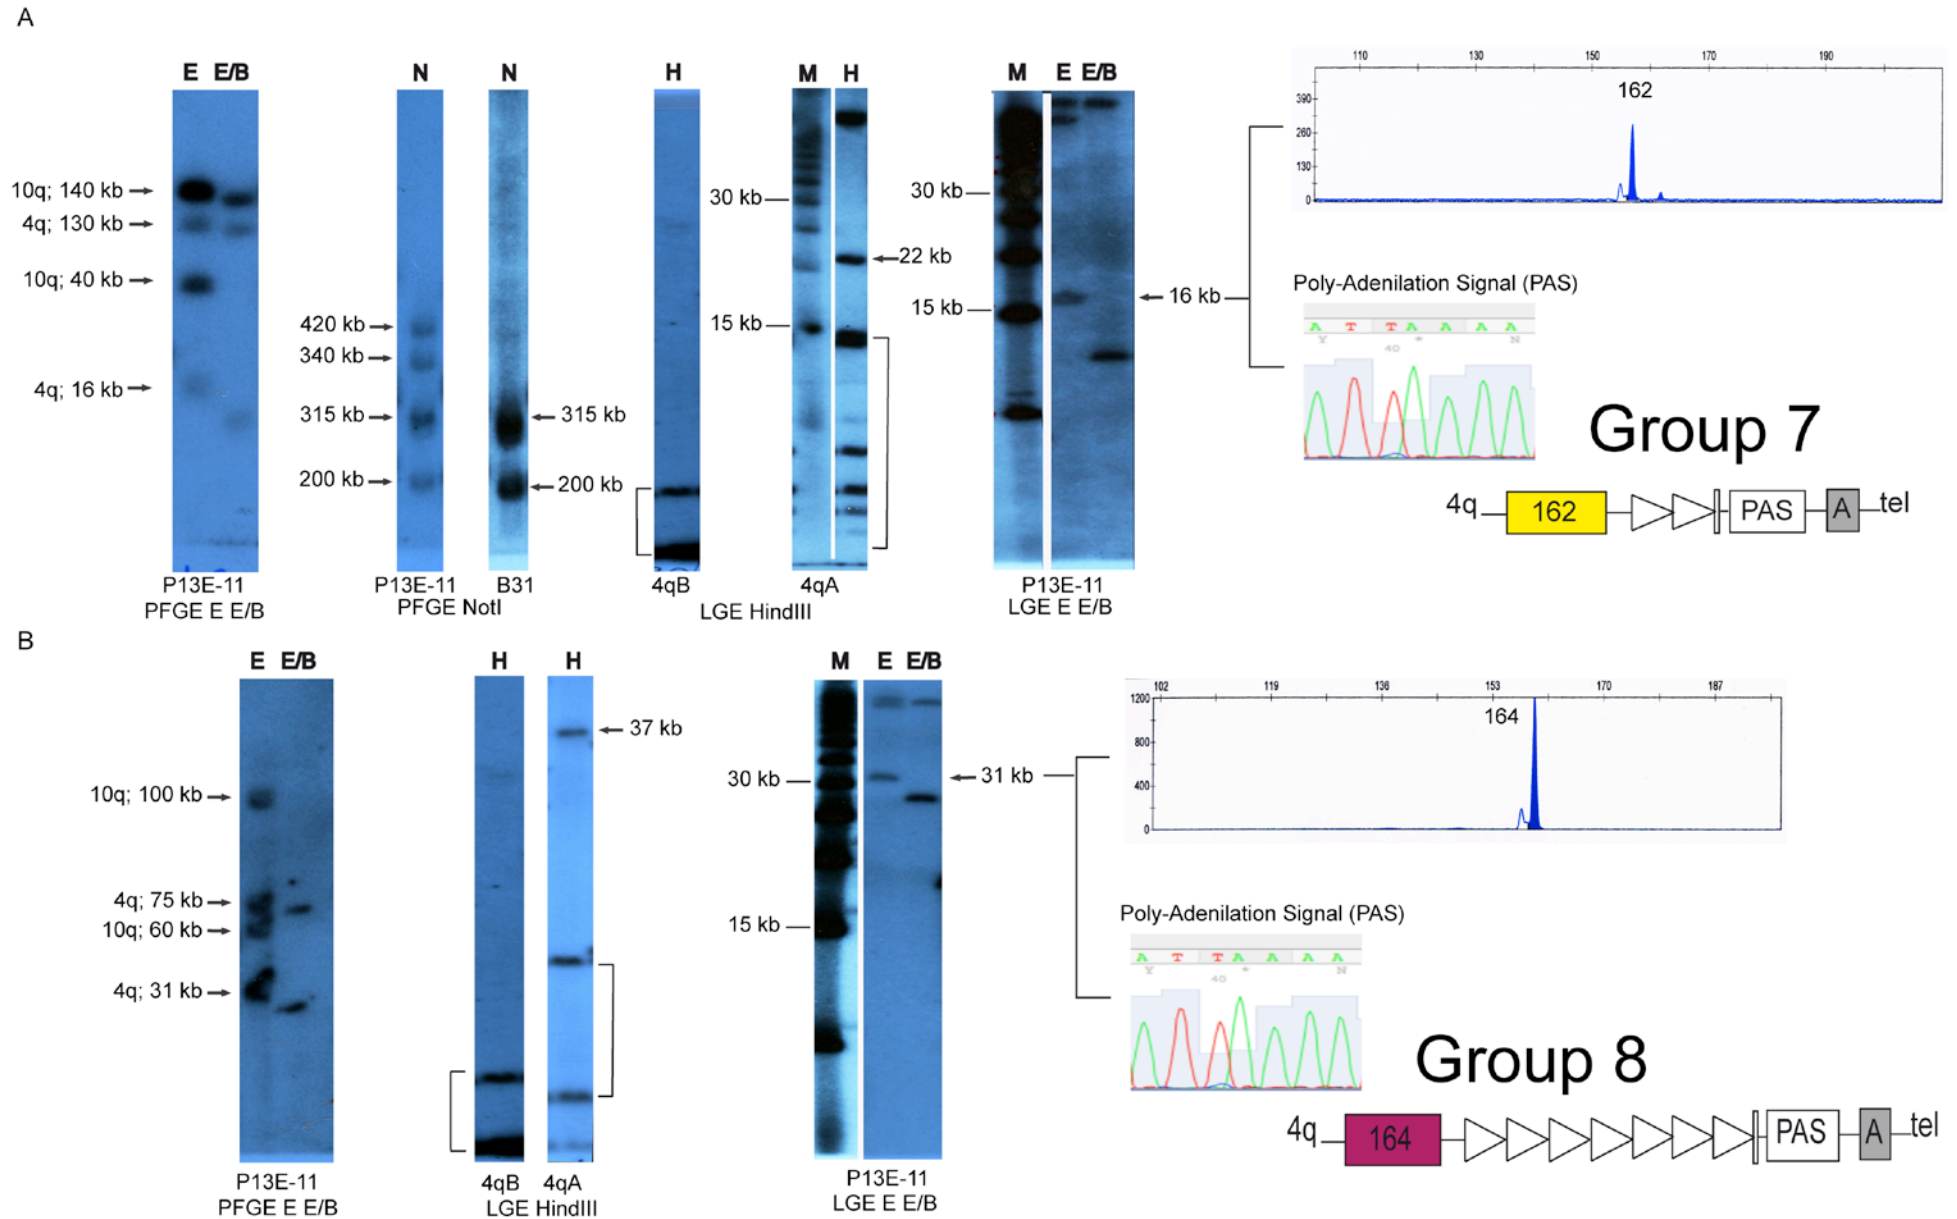 A
E E/B
N
N
H
M H
M E E/B
10q; 140 kb
4q; 130 kb
10q; 40 kb
4q; 16 kb
420 kb
340 kb
315 kb
200 kb
315 kb
200 kb
30 kb
15 kb
22 kb
30 kb
15 kb
16 kb
110 130 150 170 190
390
260
130
0
162
Poly-Adenilation Signal (PAS)
A T T A A A A
Y * N
40
Group 7
4q 162 PAS A tel
P13E-11
PFGE E E/B
P13E-11 B31
PFGE NotI
4qB 4qA
LGE HindIII
P13E-11
LGE E E/B
B
E E/B
H H
M E E/B
10q; 100 kb
4q; 75 kb
10q; 60 kb
4q; 31 kb
37 kb
30 kb
15 kb
31 kb
102 119 136 153 170 187
1200
800
400
0
164
Poly-Adenilation Signal (PAS)
A T T A A A A
Y * N
40
Group 8
4q 164 PAS A tel
P13E-11
PFGE E E/B
4qB 4qA
LGE HindIII
P13E-11
LGE E E/B